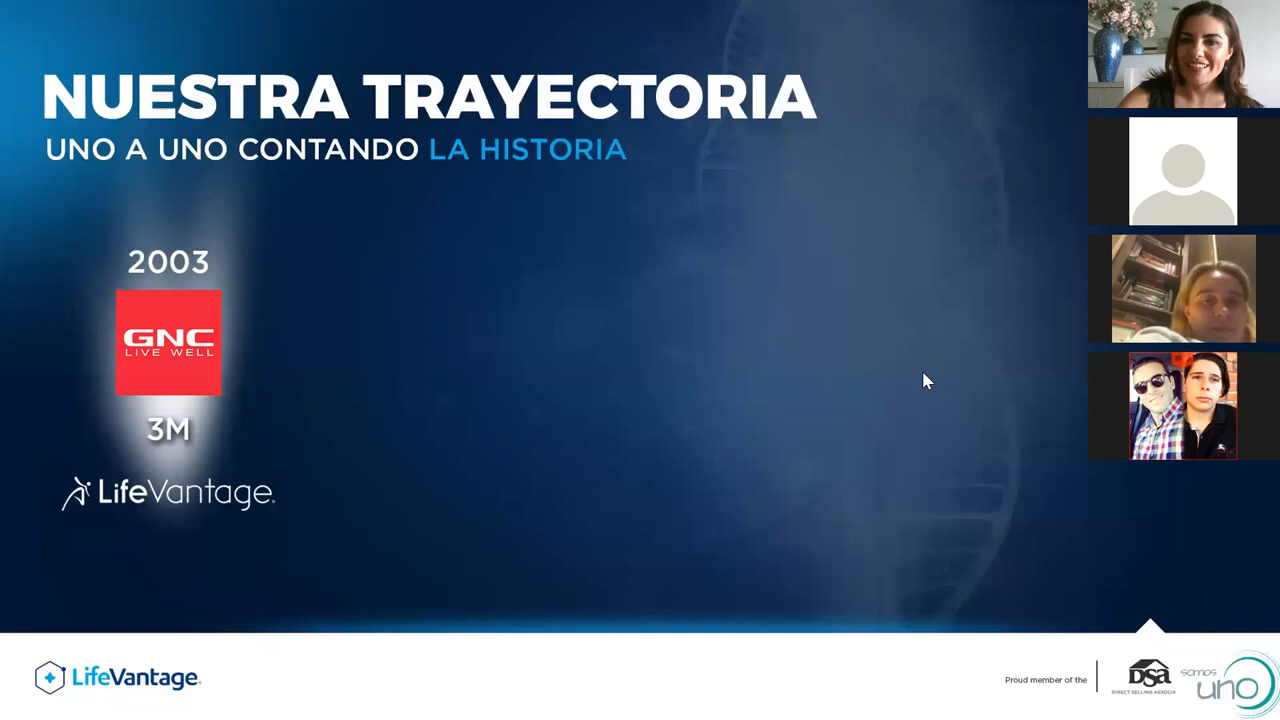 NUESTRA TRAYECTORIA
UNO A UNO CONTANDO LA HISTORIA
2003
GNC
LIVE WELL
3M
LifeVantage
LifeVantage
Proud member of the
DSA
DIRECT SELLING ASSOCIA
somos
uno